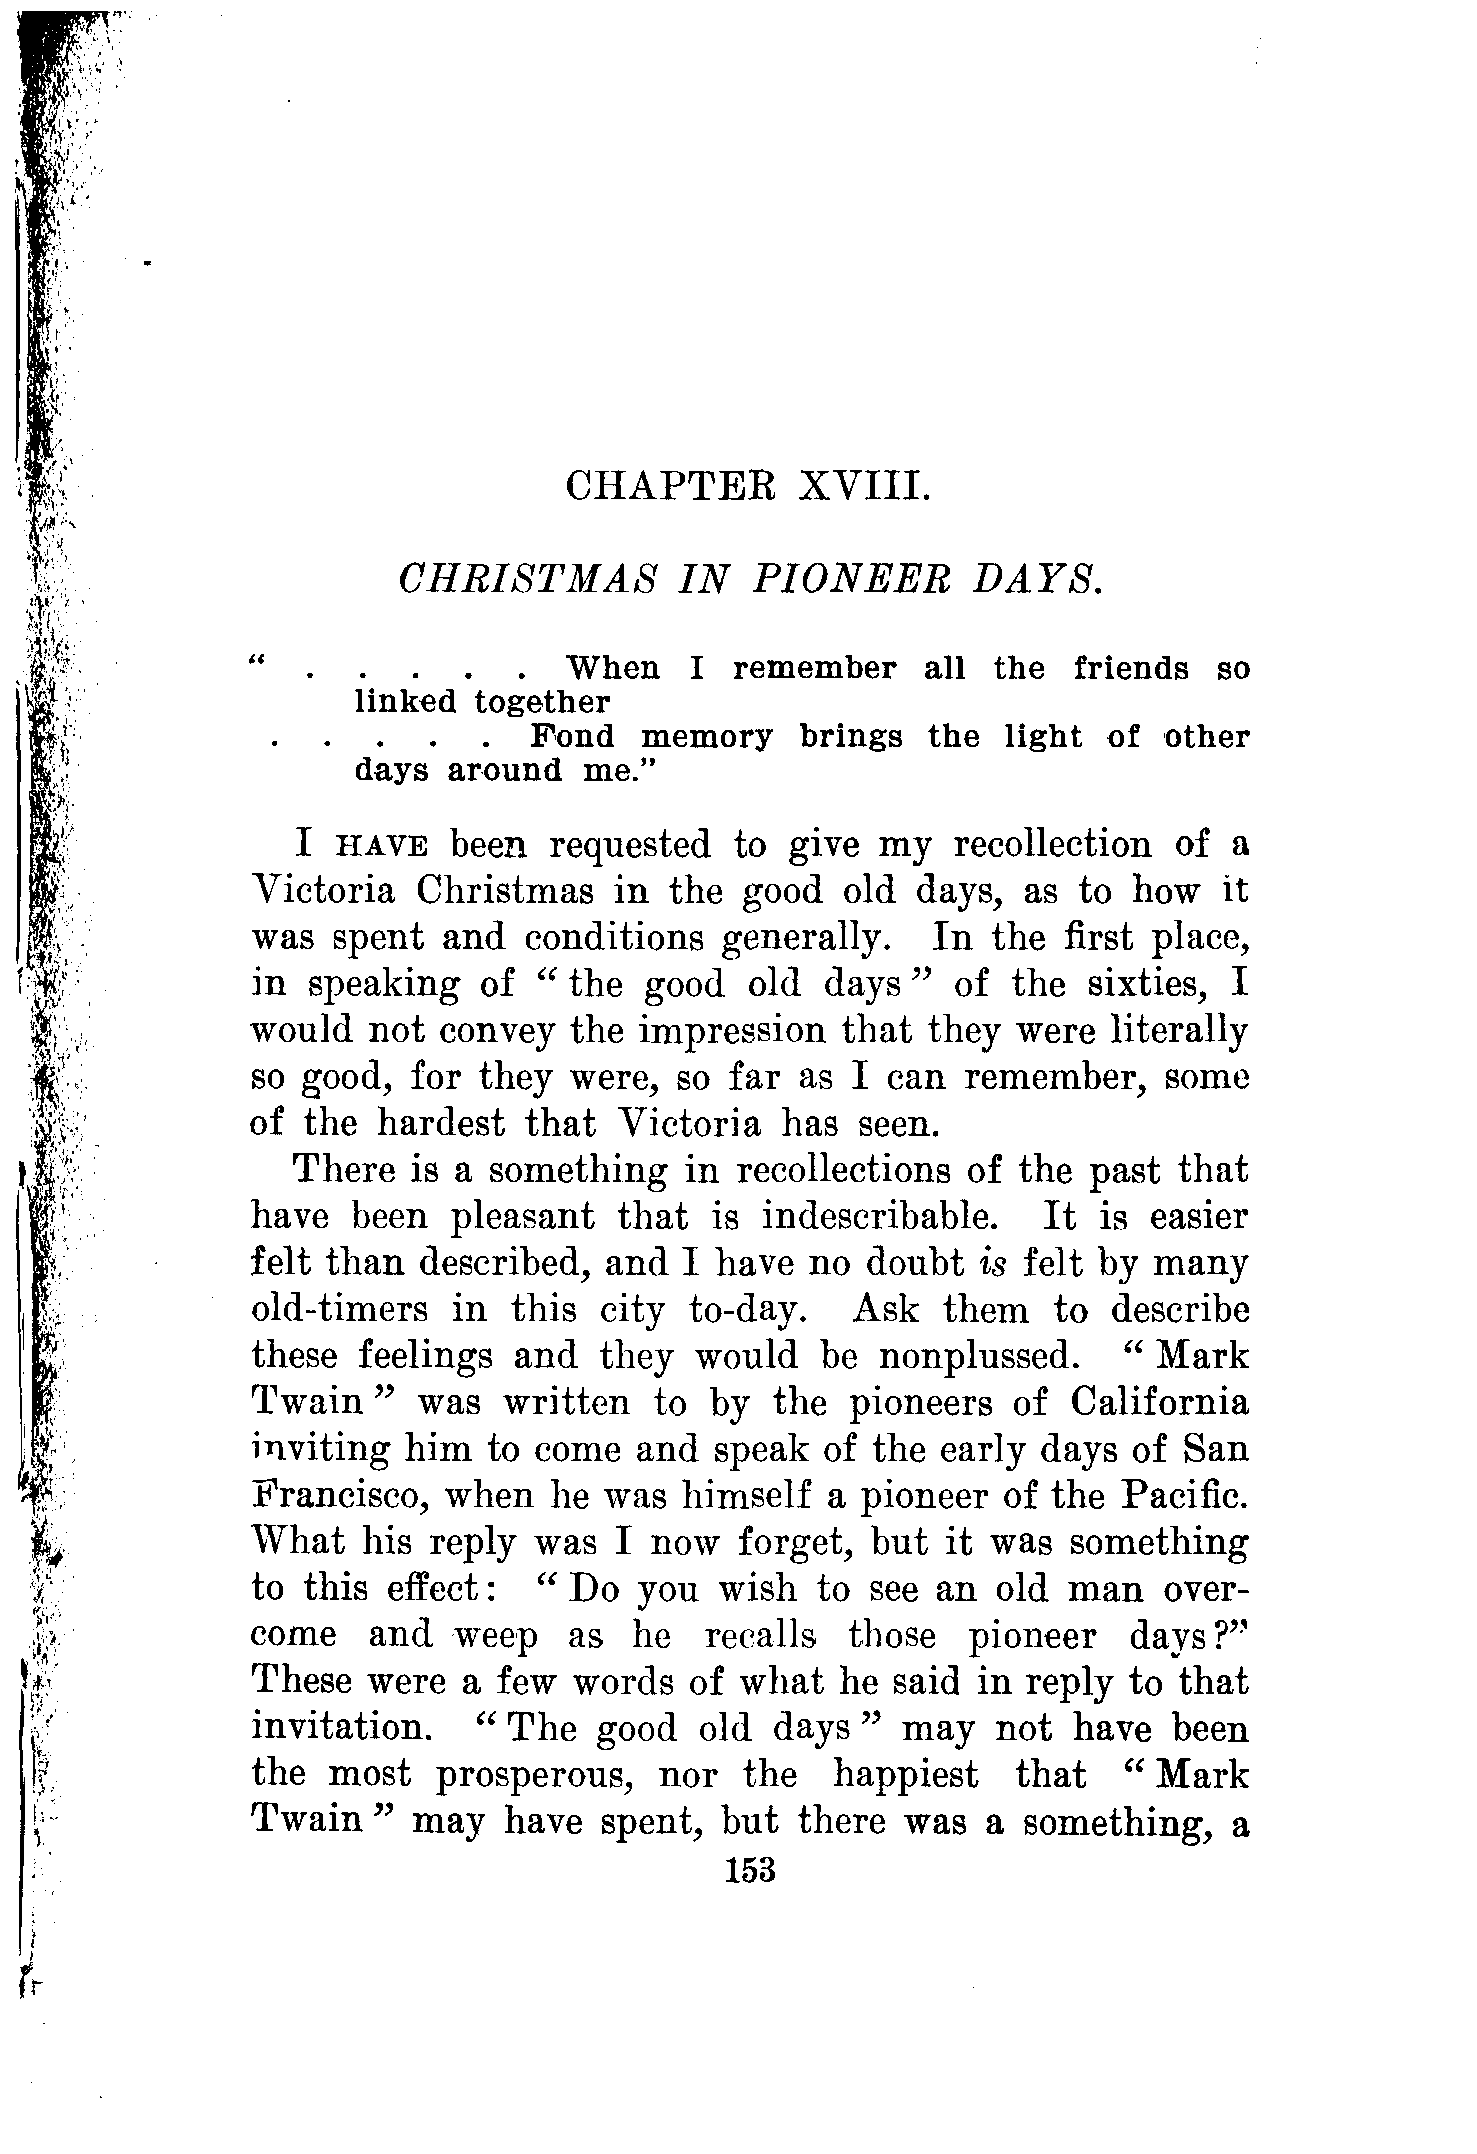 CHAPTER XVIII.
CHRISTMAS IN PIONEER DAYS.
" . . . . . When I remember all the friends so
linked together
. . . . . Fond memory brings the light of other
days around me."
I HAVE been requested to give my recollection of a
Victoria Christmas in the good old days, as to how it
was spent and conditions generally. In the first place,
in speaking of "the good old days" of the sixties, I
would not convey the impression that they were literally
so good, for they were, so far as I can remember, some
of the hardest that Victoria has seen.
There is a something in recollections of the past that
have been pleasant that is indescribable. It is easier
felt than described, and I have no doubt is felt by many
old-timers in this city to-day. Ask them to describe
these feelings and they would be nonplussed. "Mark
Twain" was written to by the pioneers of California
inviting him to come and speak of the early days of San
Francisco, when he was himself a pioneer of the Pacific.
What his reply was I now forget, but it was something
to this effect: "Do you wish to see an old man over-
come and weep as he recalls those pioneer days?"
These were a few words of what he said in reply to that
invitation. "The good old days" may not have been
the most prosperous, nor the happiest that "Mark
Twain" may have spent, but there was a something, a
153